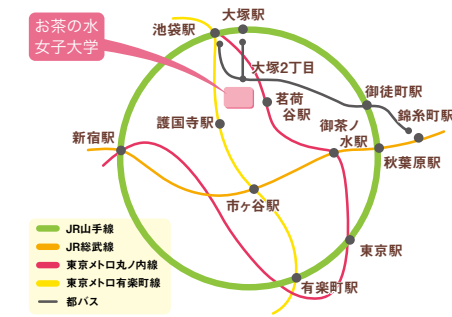 お茶の水
女子大学
池袋駅
大塚駅
大塚2丁目
茗荷
谷駅
御徒町駅
錦糸町駅
護国寺駅
御茶ノ
水駅
新宿駅
秋葉原駅
市ヶ谷駅
東京駅
有楽町駅
JR山手線
JR総武線
東京メトロ丸ノ内線
東京メトロ有楽町線
都バス